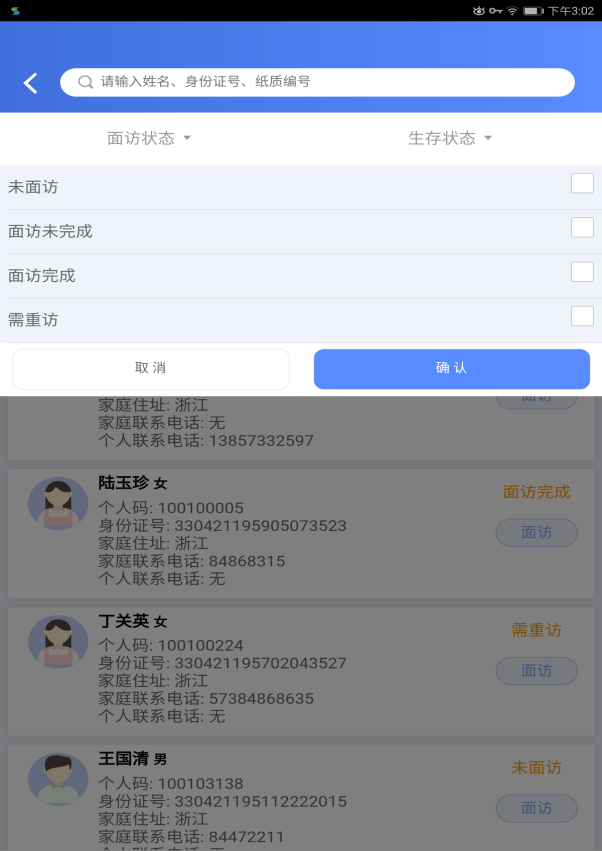 下午3:02
请输入姓名、身份证号、纸质编号
面访状态
生存状态
未面访
面访未完成
面访完成
需重访
取消
确认
家庭住址: 浙江
家庭联系电话: 无
个人联系电话: 13857332597
面访
陆玉珍 女
面访完成
个人码: 100100005
身份证号: 330421195905073523
面访
家庭住址: 浙江
家庭联系电话: 84868315
个人联系电话: 无
丁关英 女
需重访
个人码: 100100224
身份证号: 330421195702043527
面访
家庭住址: 浙江
家庭联系电话: 57384868635
个人联系电话: 无
王国清 男
未面访
个人码: 100103138
身份证号: 330421195112222015
面访
家庭住址: 浙江
家庭联系电话: 84472211